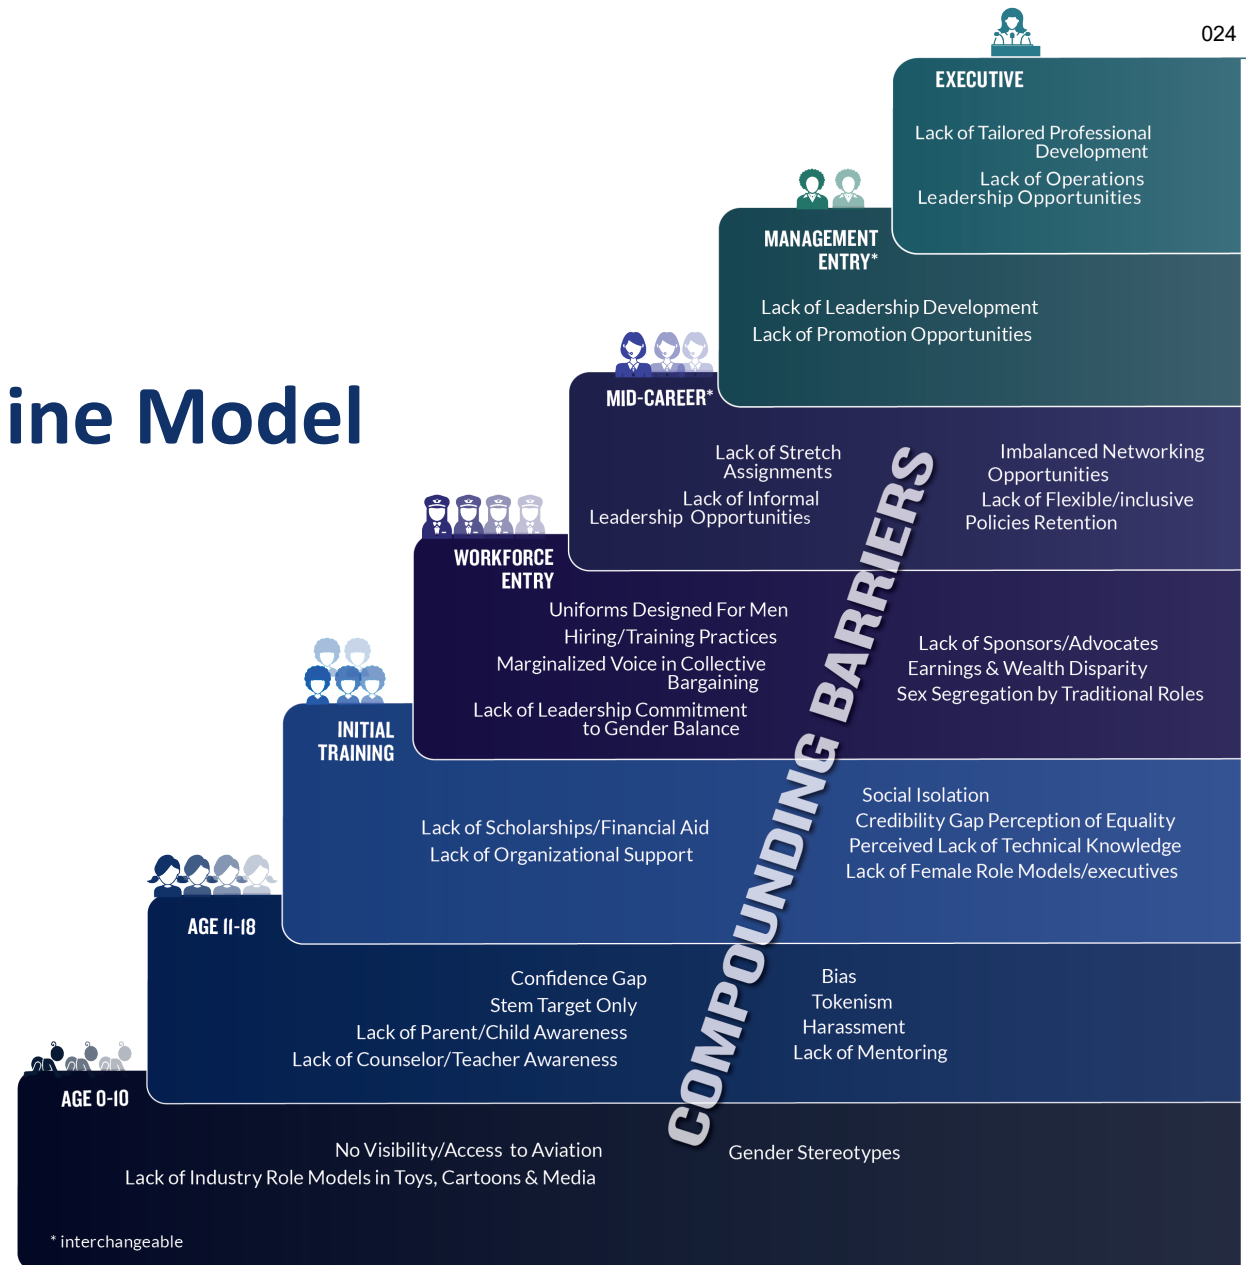 024
EXECUTIVE
Lack of Tailored Professional
Development
Lack of Operations
Leadership Opportunities
MANAGEMENT
ENTRY*
Lack of Leadership Development
Lack of Promotion Opportunities
ine Model
MID-CAREER*
Lack of Stretch
Assignments
Lack of Informal
Leadership Opportunities
Imbalanced Networking
Opportunities
Lack of Flexible/inclusive
Policies Retention
WORKFORCE
ENTRY
Uniforms Designed For Men
Hiring/Training Practices
Marginalized Voice in Collective
Bargaining
Lack of Leadership Commitment
to Gender Balance
Lack of Sponsors/Advocates
Earnings & Wealth Disparity
Sex Segregation by Traditional Roles
INITIAL
TRAINING
Lack of Scholarships/Financial Aid
Lack of Organizational Support
Social Isolation
Credibility Gap Perception of Equality
Perceived Lack of Technical Knowledge
Lack of Female Role Models/executives
AGE 11-18
Confidence Gap
Stem Target Only
Lack of Parent/Child Awareness
Lack of Counselor/Teacher Awareness
Bias
Tokenism
Harassment
Lack of Mentoring
AGE 0-10
No Visibility/Access to Aviation
Lack of Industry Role Models in Toys, Cartoons & Media
Gender Stereotypes
COMPOUNDING BARRIERS
* interchangeable